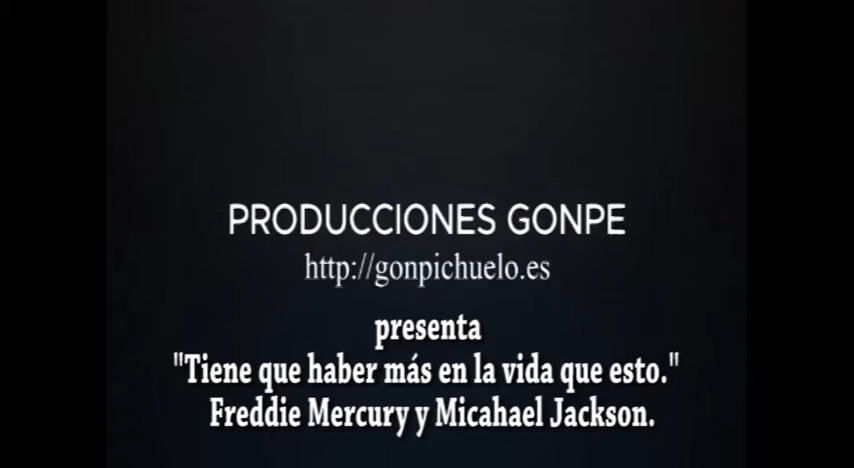 PRODUCCIONES GONPE
http://gonpichuelo.es
presenta
"Tiene que haber más en la vida que esto."
Freddie Mercury y Micahael Jackson.